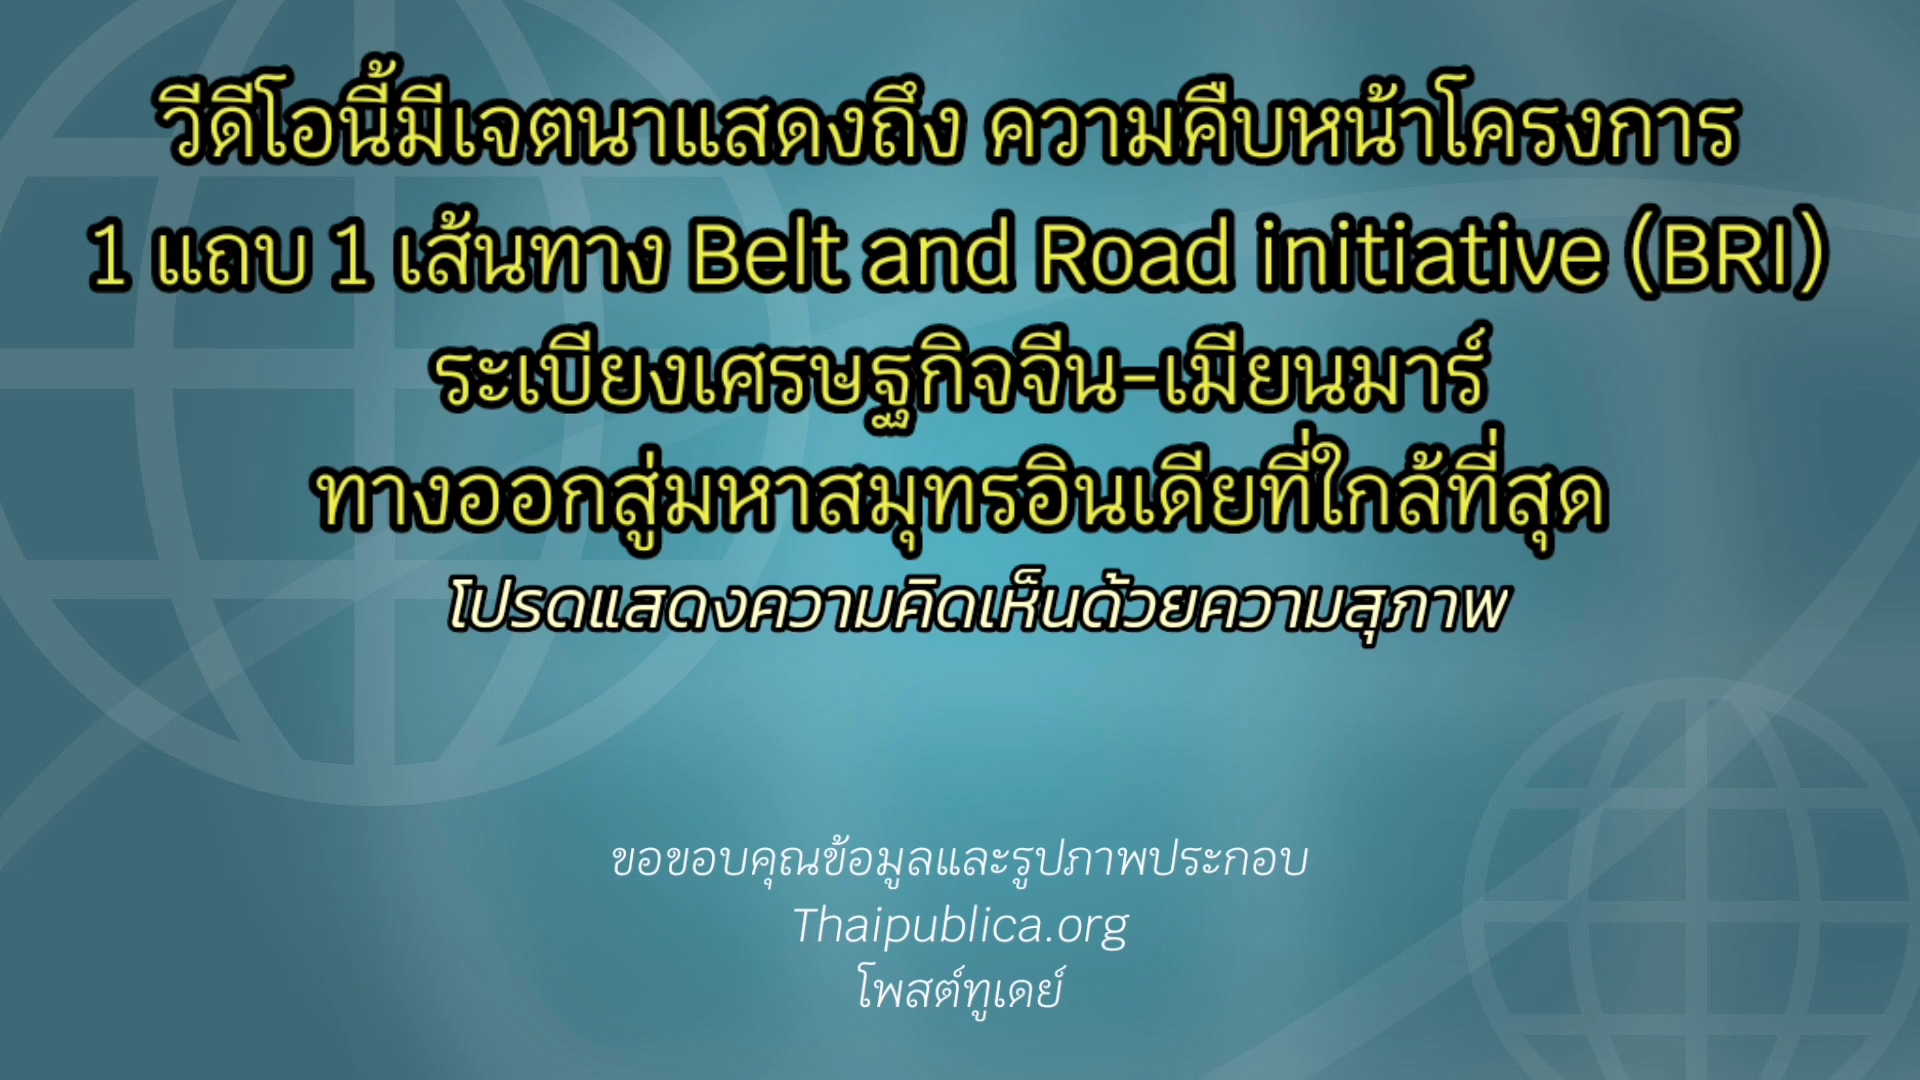 วีดีโอนี้มีเจตนาแสดงถึง ความคืบหน้าโครงการ
1 แถบ 1 เส้นทาง Belt and Road initiative (BRI)
ระเบียงเศรษฐกิจจีน-เมียนมาร์
ทางออกสู่มหาสมุทรอินเดียที่ใกล้ที่สุด
โปรดแสดงความคิดเห็นด้วยความสุภาพ
ขอขอบคุณข้อมูลและรูปภาพประกอบ
Thaipublica.org
โพสต์ทูเดย์